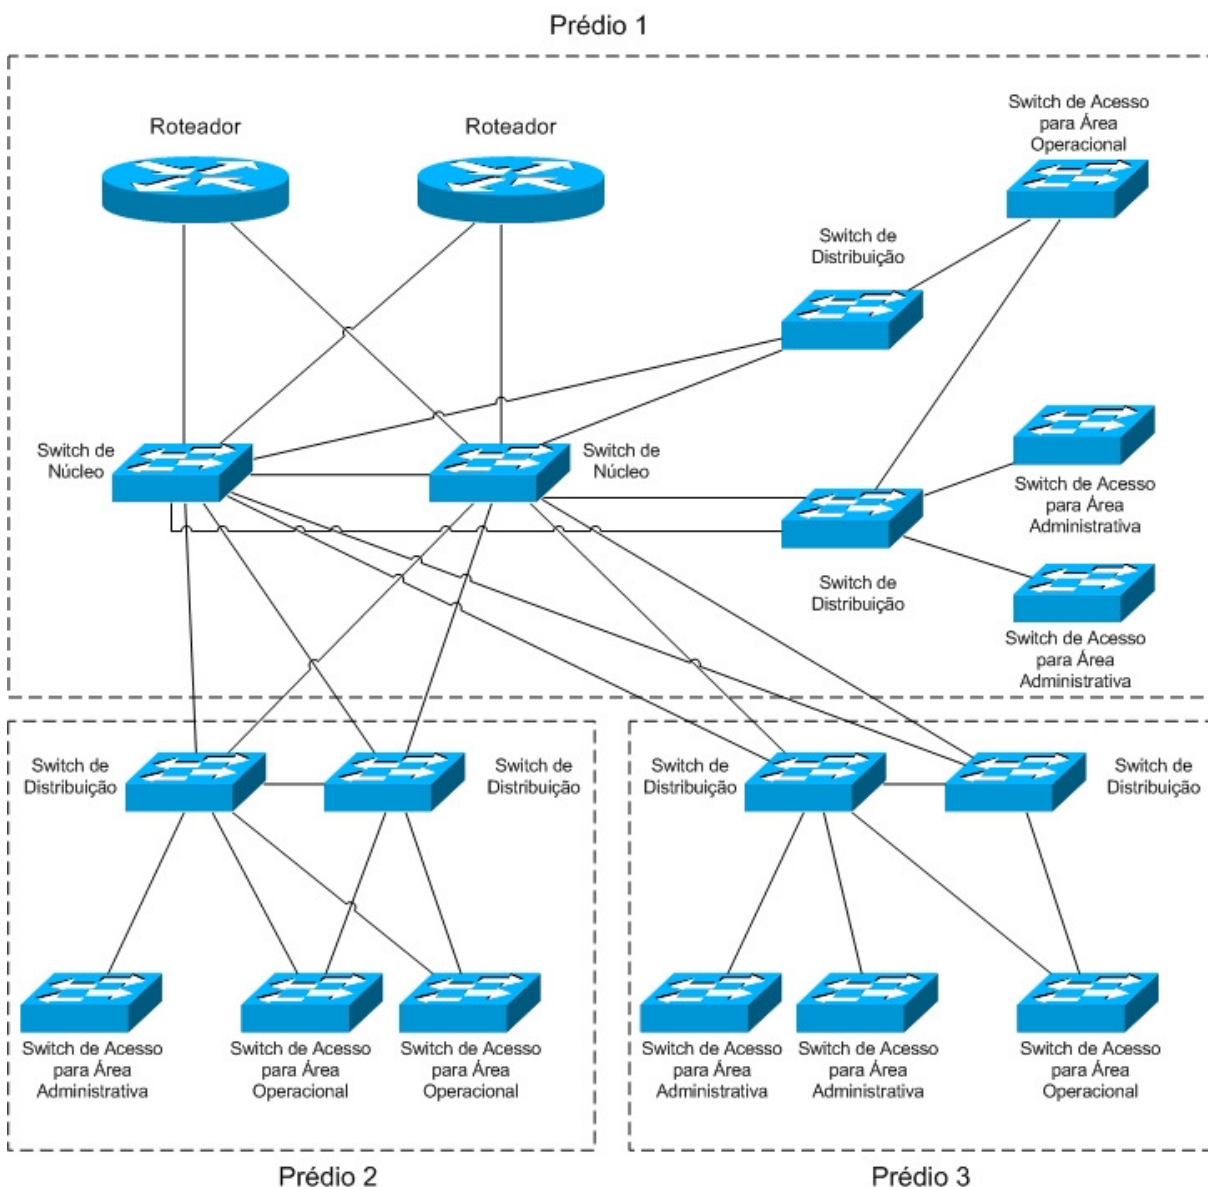 Prédio 1
Roteador
Roteador
Switch de Acesso
para Área
Operacional
Switch de
Distribuição
Switch de
Núcleo
Switch de
Núcleo
Switch de Acesso
para Área
Administrativa
Switch de
Distribuição
Switch de Acesso
para Área
Administrativa
Switch de
Distribuição
Switch de
Distribuição
Switch de
Distribuição
Switch de
Distribuição
Switch de Acesso
para Área
Administrativa
Switch de Acesso
para Área
Operacional
Switch de Acesso
para Área
Operacional
Switch de Acesso
para Área
Administrativa
Switch de Acesso
para Área
Administrativa
Switch de Acesso
para Área
Operacional
Prédio 2
Prédio 3